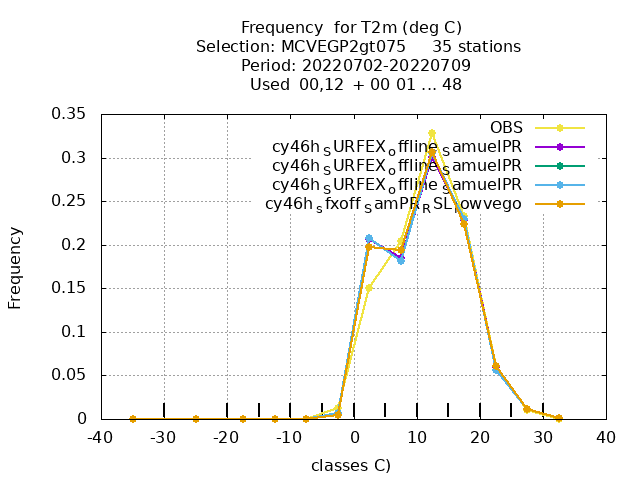 Frequency  for T2m (deg C)
Selection: MCVEGP2gt075     35 stations
Period: 20220702-20220709
Used  00,12  + 00 01 ... 48
0.35
0.3
0.25
0.2
0.15
0.1
0.05
0
Frequency
OBS
cy46h_SURFEX_offline_SamuelPR
cy46h_SURFEX_offline_SamuelPR
cy46h_SURFEX_offline_SamuelPR
cy46h_sfxoff_SamPR_RSL_lowvego
-40 -30 -20 -10 0 10 20 30 40
classes C)